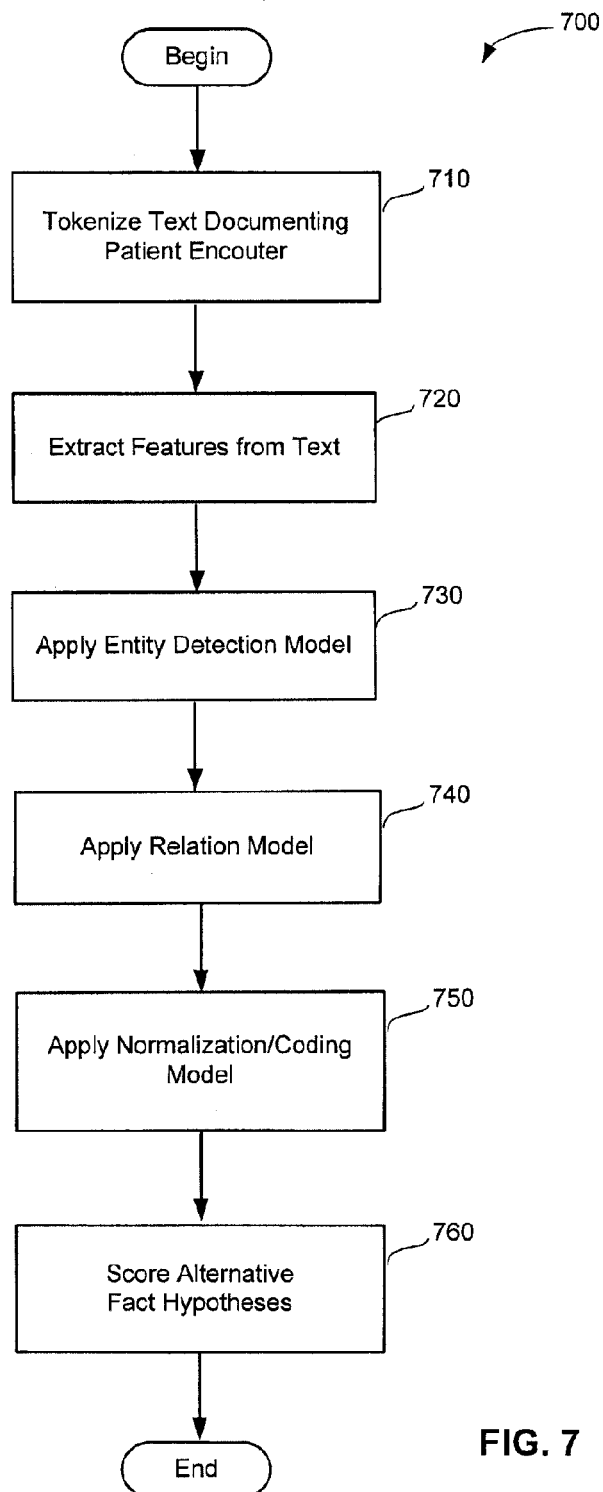 700
Begin
710
Tokenize Text Documenting
Patient Encouter
720
Extract Features from Text
730
Apply Entity Detection Model
740
Apply Relation Model
750
Apply Normalization/Coding
Model
760
Score Alternative
Fact Hypotheses
End
FIG. 7